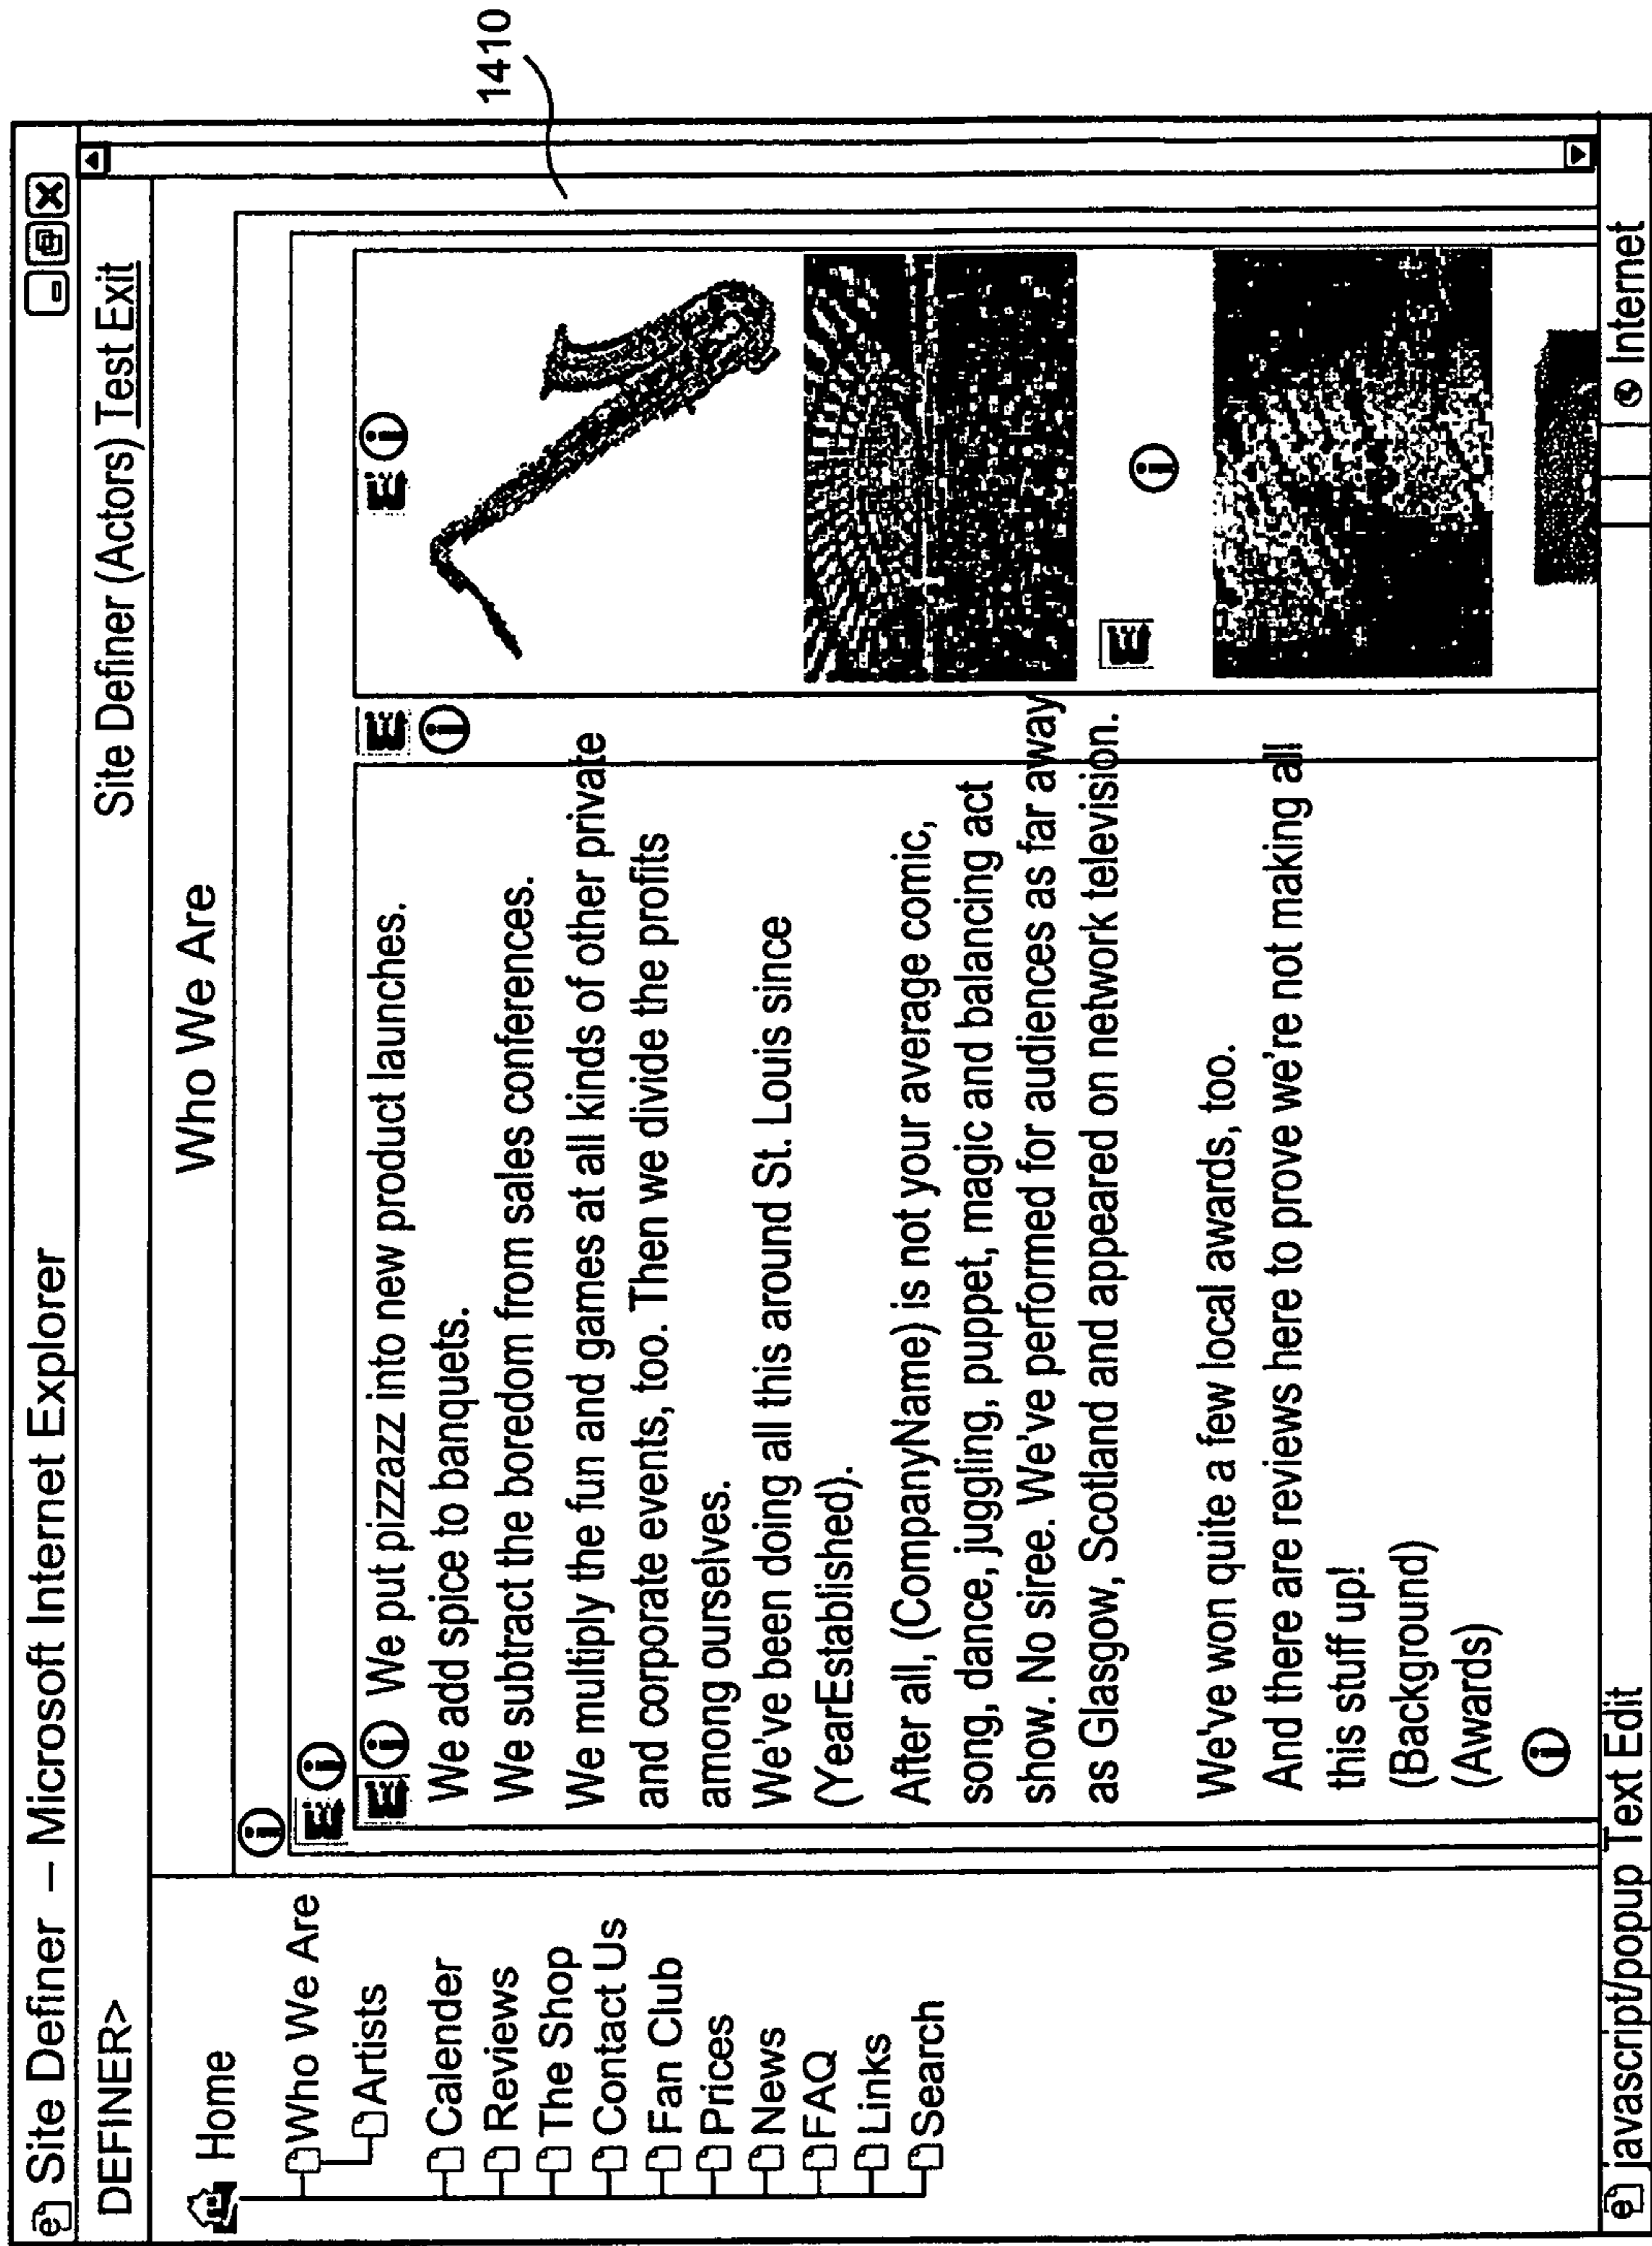 Site Definer – Microsoft Internet Explorer
DEFINER>
Site Definer (Actors) Test Exit
Home
Who We Are
Artists
Calender
Reviews
The Shop
Contact Us
Fan Club
Prices
News
FAQ
Links
Search
Who We Are
We put pizzazz into new product launches.
We add spice to banquets.
We subtract the boredom from sales conferences.
We multiply the fun and games at all kinds of other private
and corporate events, too. Then we divide the profits
among ourselves.
We've been doing all this around St. Louis since
(YearEstablished).
After all, (CompanyName) is not your average comic,
song, dance, juggling, puppet, magic and balancing act
show. No siree. We've performed for audiences as far away
as Glasgow, Scotland and appeared on network television.
We've won quite a few local awards, too.
And there are reviews here to prove we're not making all
this stuff up!
(Background)
(Awards)
1410
javascript/popup Text Edit
Internet